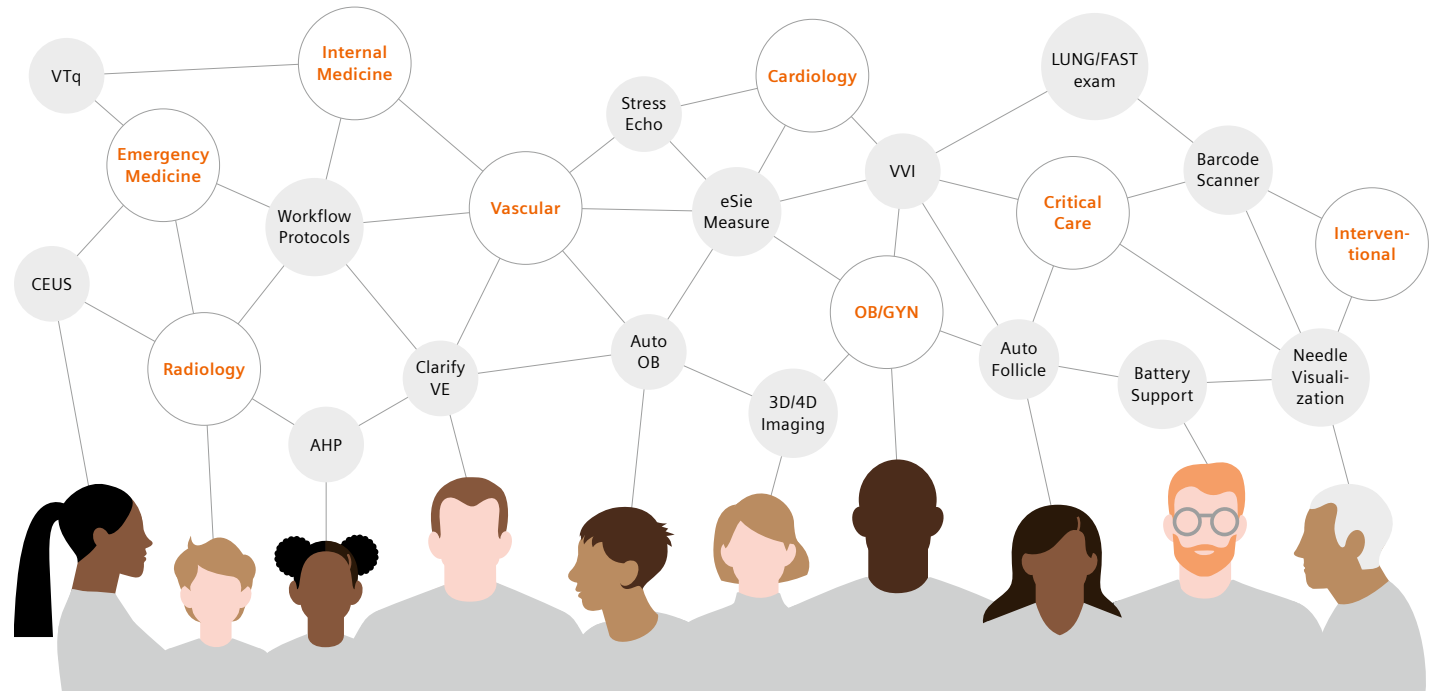 VTq
Internal
Medicine
Emergency
Medicine
CEUS
Workflow
Protocols
Radiology
AHP
Clarify
VE
Vascular
Stress
Echo
Cardiology
eSie
Measure
Auto
OB
3D/4D
Imaging
VVI
OB/GYN
LUNG/FAST
exam
Critical
Care
Barcode
Scanner
Interven-
tional
Auto
Follicle
Battery
Support
Needle
Visuali-
zation